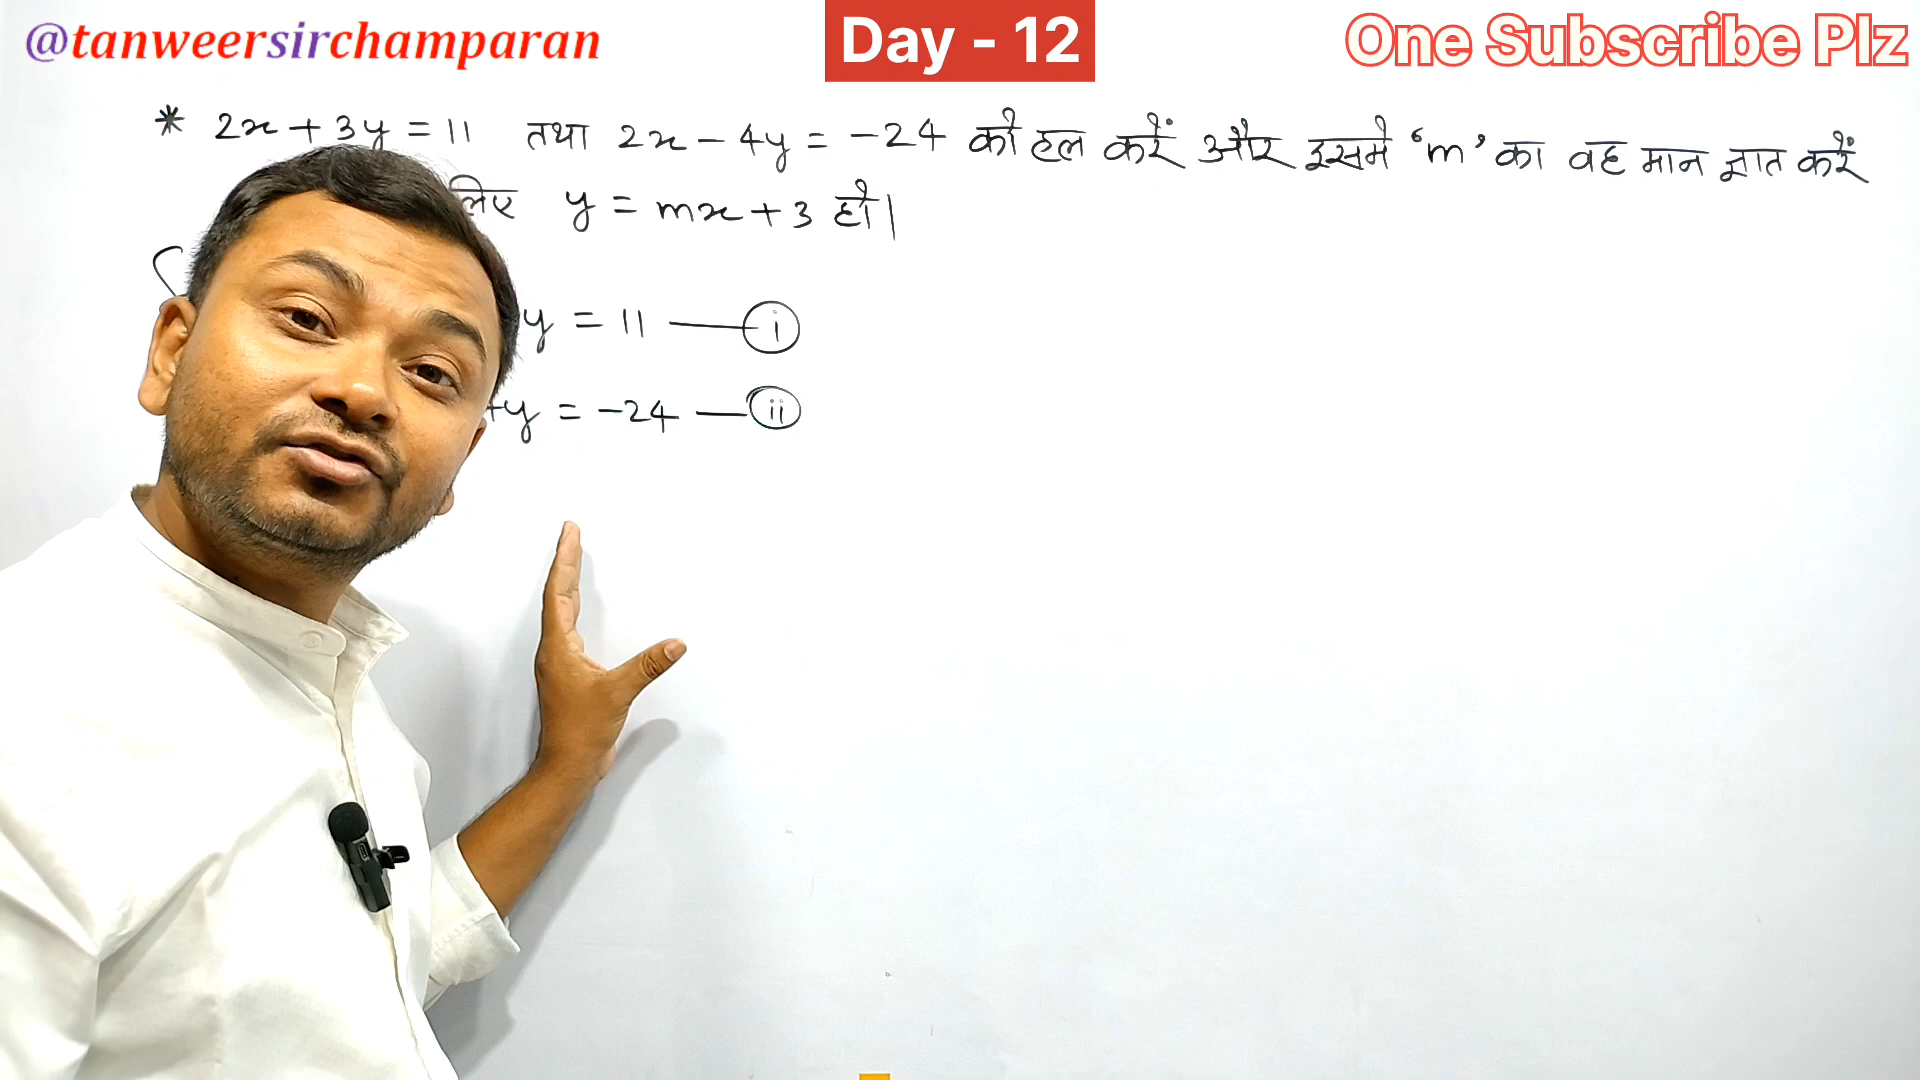 @tanweersirchamparan
Day - 12
One Subscribe Plz
* 2x + 3y = 11 तथा 2x - 4y = -24 को हल करें और इसमें 'm' का वह मान ज्ञात करें
लिए y = mx + 3 हो|
y = 11 —— i
y = -24 —— ii